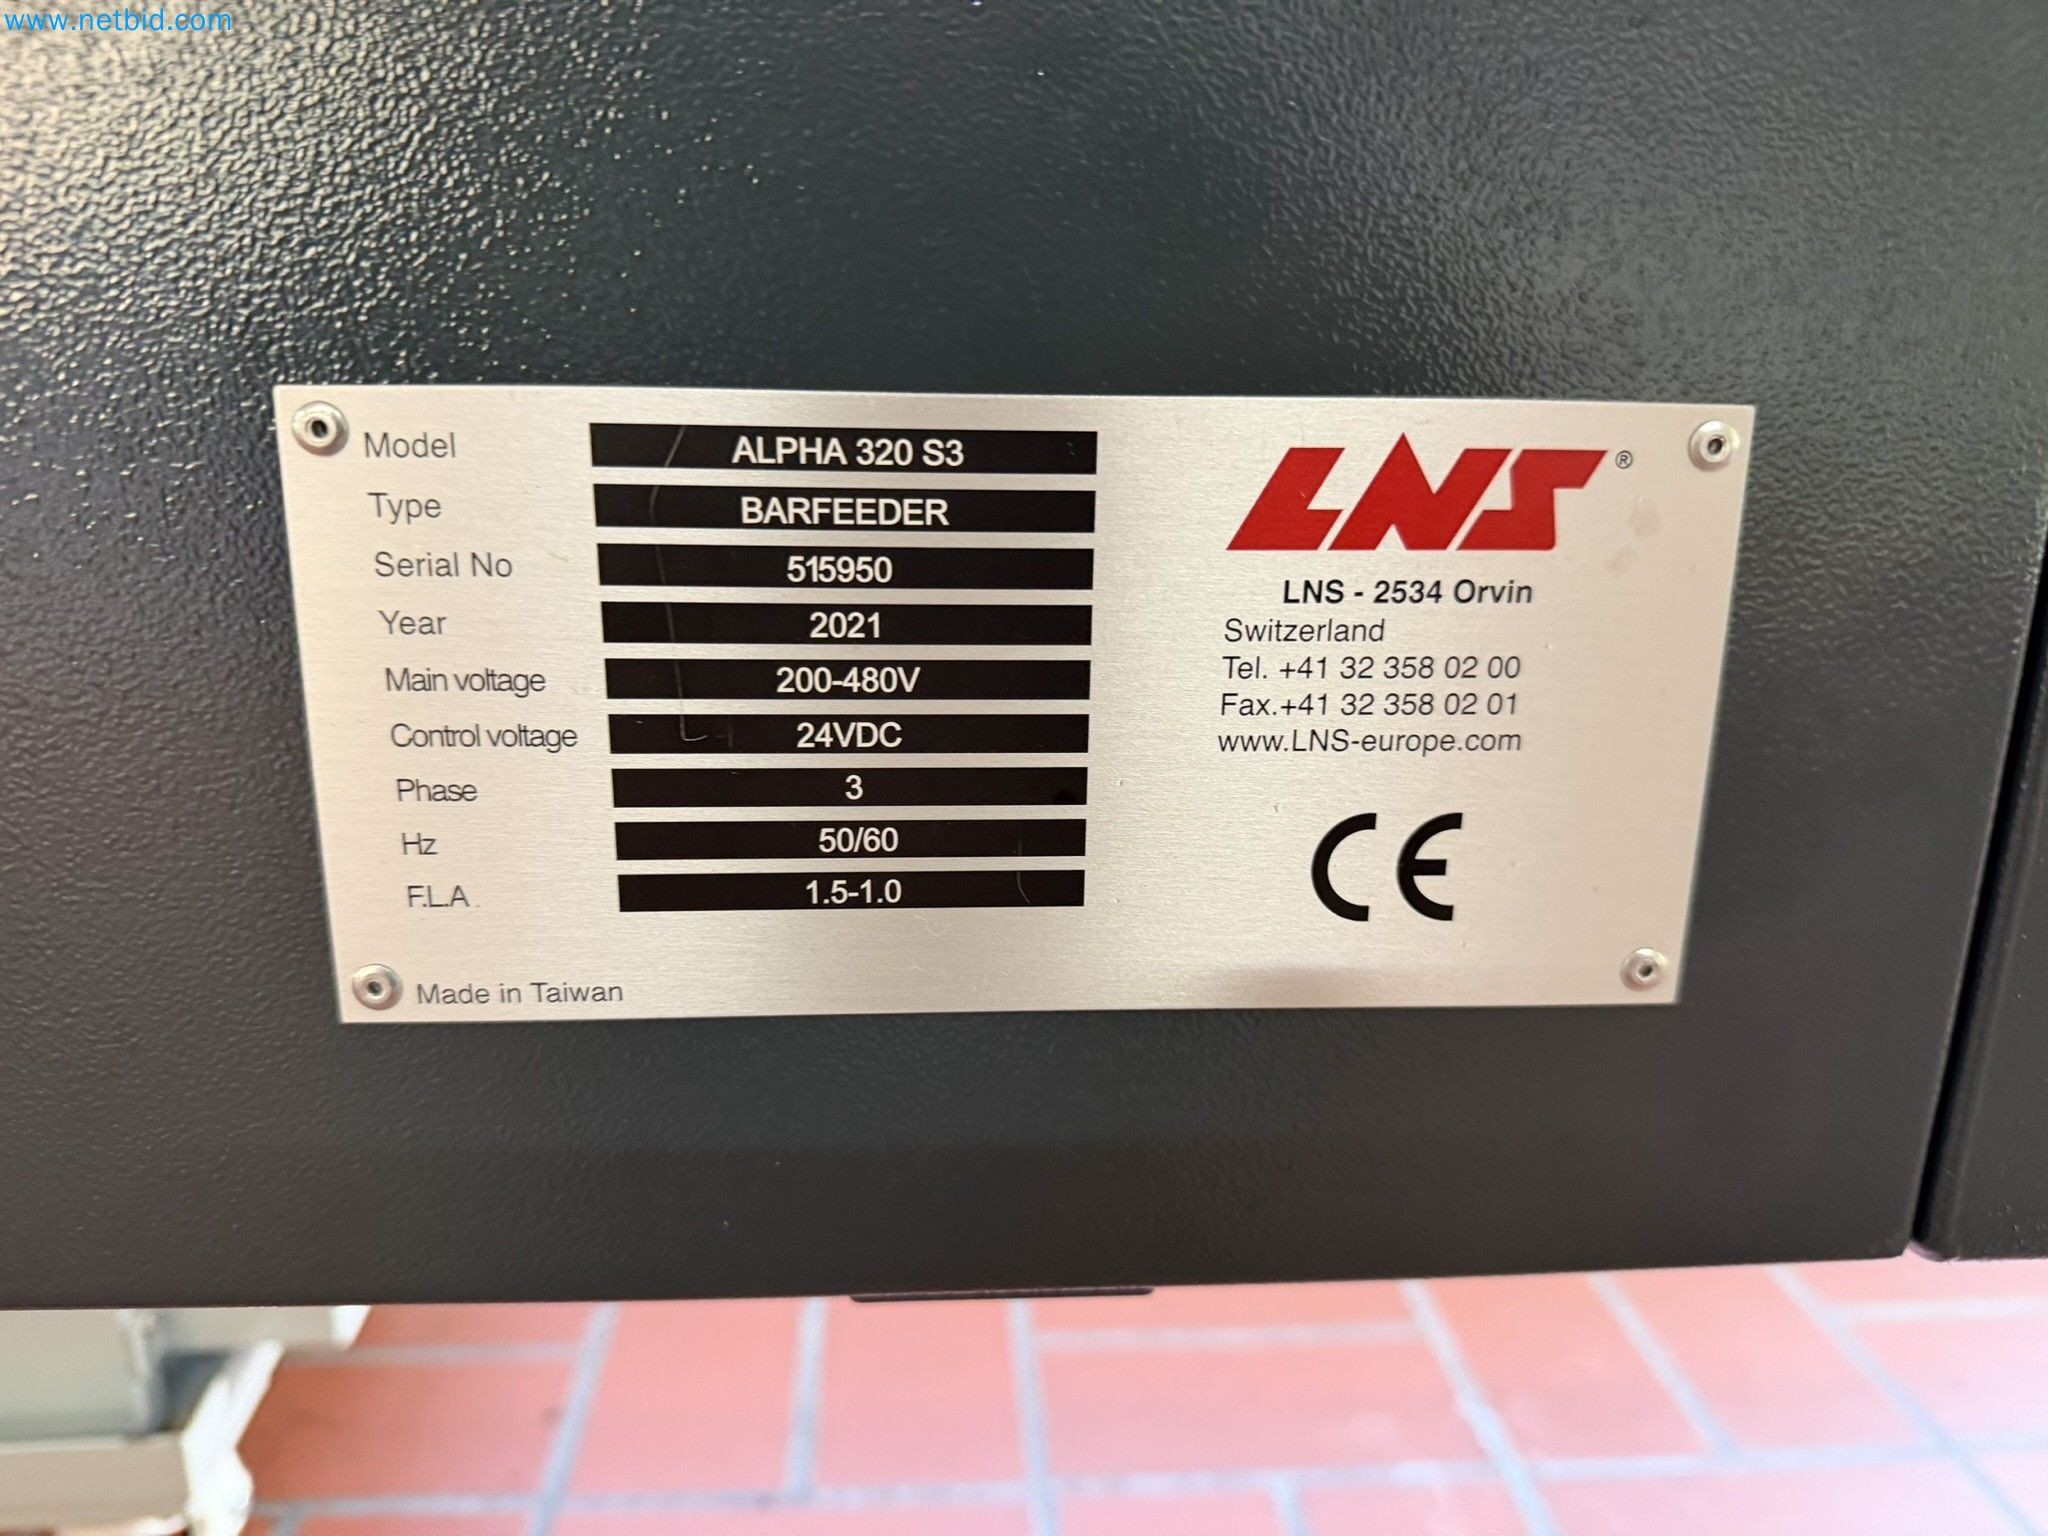 www.netbid.com
Model ALPHA 320 S3
Type BARFEEDER
Serial No 515950
Year 2021
Main voltage 200-480V
Control voltage 24VDC
Phase 3
Hz 50/60
F.L.A 1.5-1.0
Made in Taiwan
LNS ®
LNS - 2534 Orvin
Switzerland
Tel. +41 32 358 02 00
Fax.+41 32 358 02 01
www.LNS-europe.com
CE